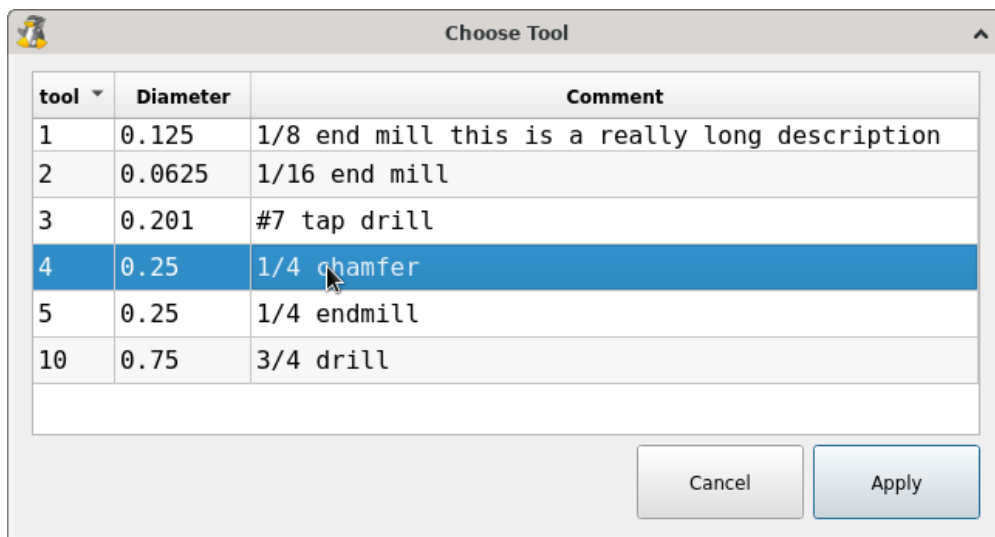 Choose Tool
tool Diameter Comment
1 0.125 1/8 end mill this is a really long description
2 0.0625 1/16 end mill
3 0.201 #7 tap drill
4 0.25 1/4 chamfer
5 0.25 1/4 endmill
10 0.75 3/4 drill
Cancel Apply